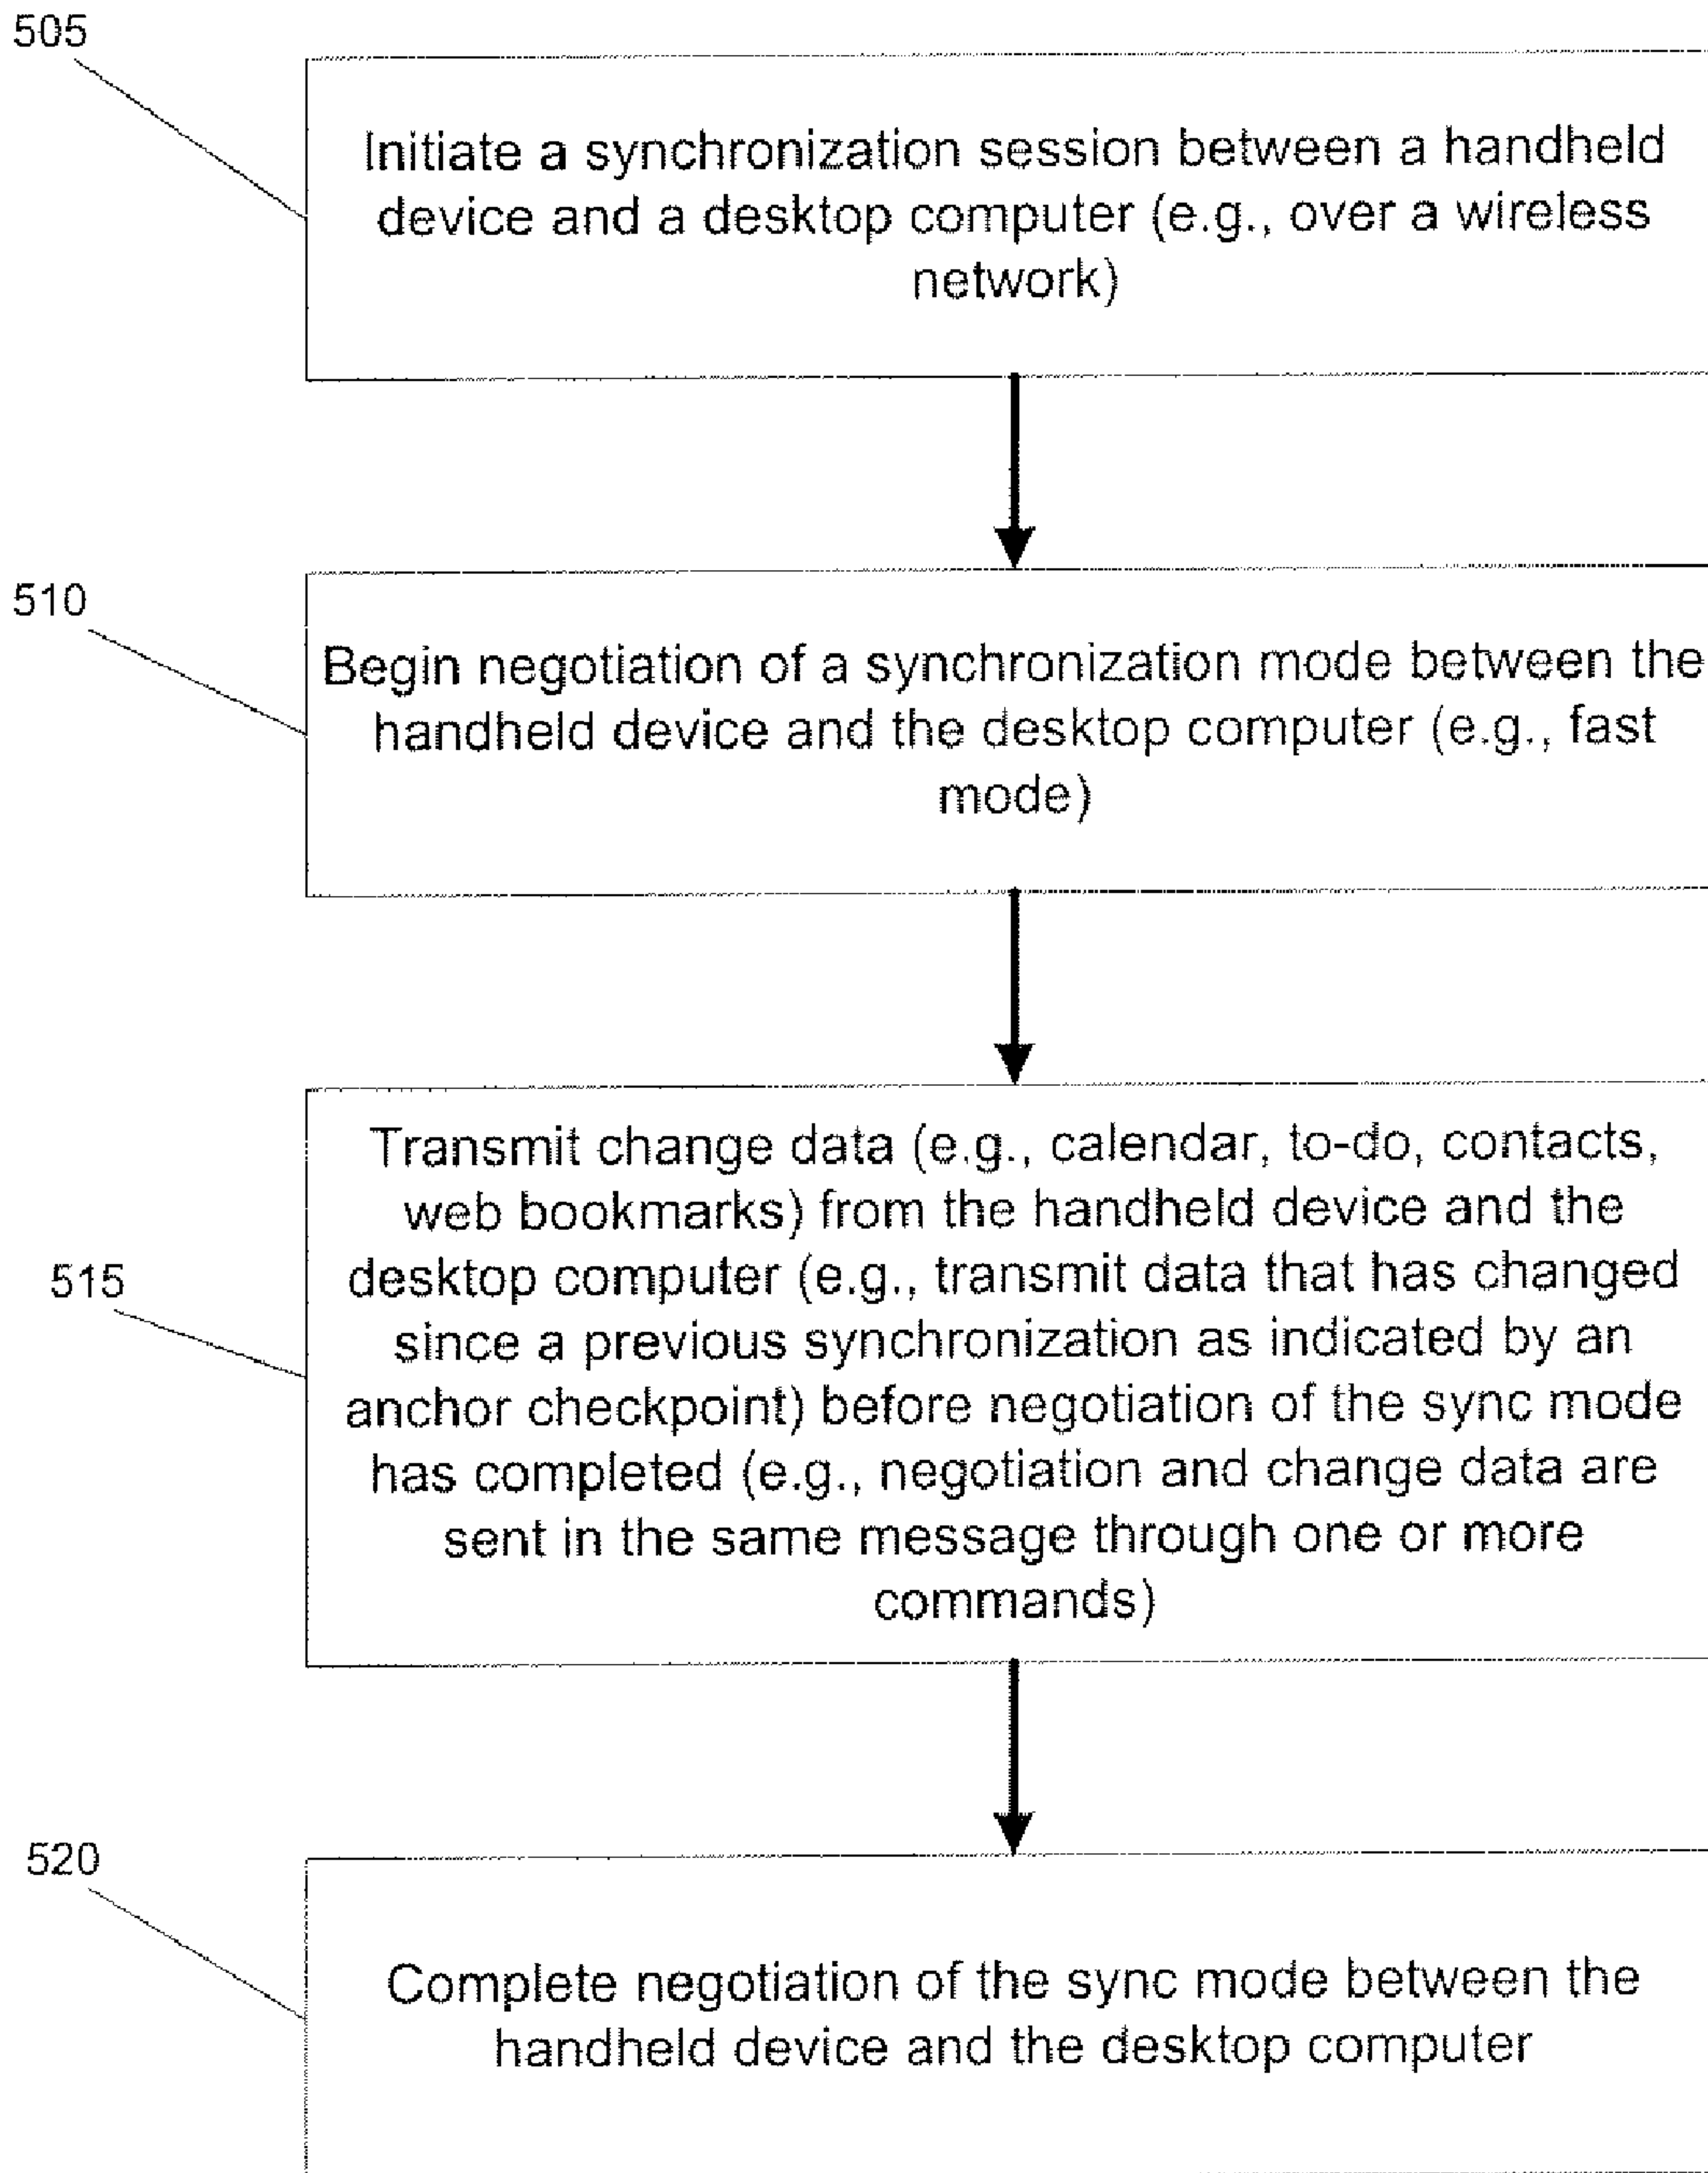 505
Initiate a synchronization session between a handheld
device and a desktop computer (e.g., over a wireless
network)
510
Begin negotiation of a synchronization mode between the
handheld device and the desktop computer (e.g., fast
mode)
515
Transmit change data (e.g., calendar, to-do, contacts,
web bookmarks) from the handheld device and the
desktop computer (e.g., transmit data that has changed
since a previous synchronization as indicated by an
anchor checkpoint) before negotiation of the sync mode
has completed (e.g., negotiation and change data are
sent in the same message through one or more
commands)
520
Complete negotiation of the sync mode between the
handheld device and the desktop computer